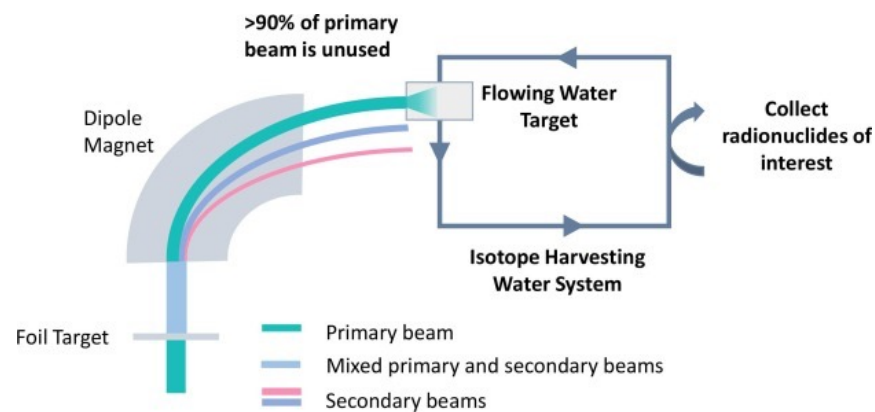 >90% of primary
beam is unused
Dipole
Magnet
Flowing Water
Target
Collect
radionuclides of
interest
Isotope Harvesting
Water System
Foil Target
Primary beam
Mixed primary and secondary beams
Secondary beams